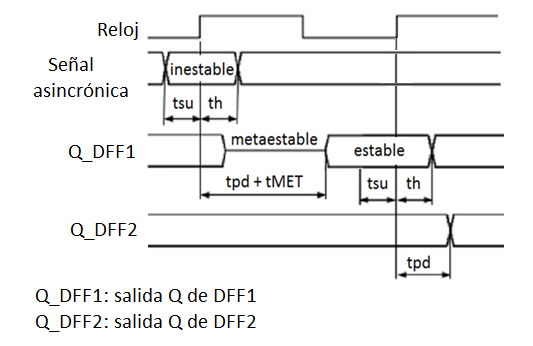 Reloj
Señal
asincrónica
inestable
tsu
th
Q_DFF1
metaestable
estable
tpd + tMET
tsu
th
Q_DFF2
tpd
Q_DFF1: salida Q de DFF1
Q_DFF2: salida Q de DFF2